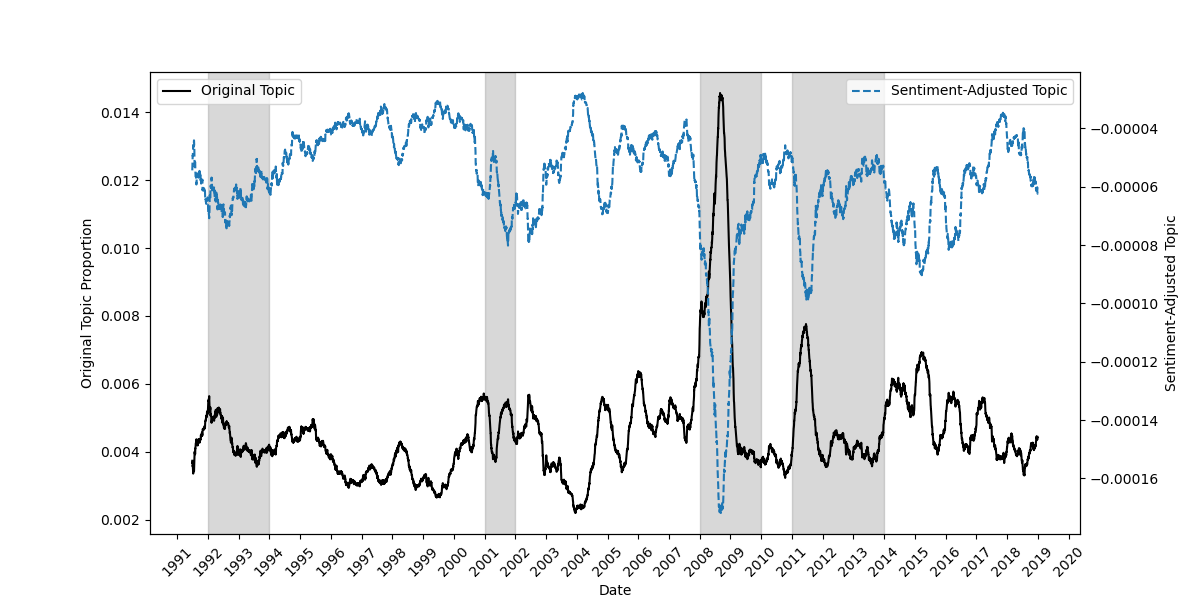 Original Topic
Sentiment-Adjusted Topic
0.014
0.012
0.010
0.008
0.006
0.004
0.002
Original Topic Proportion
−0.00004
−0.00006
−0.00008
−0.00010
−0.00012
−0.00014
−0.00016
Sentiment-Adjusted Topic
1991 1992 1993 1994 1995 1996 1997 1998 1999 2000 2001 2002 2003 2004 2005 2006 2007 2008 2009 2010 2011 2012 2013 2014 2015 2016 2017 2018 2019 2020
Date